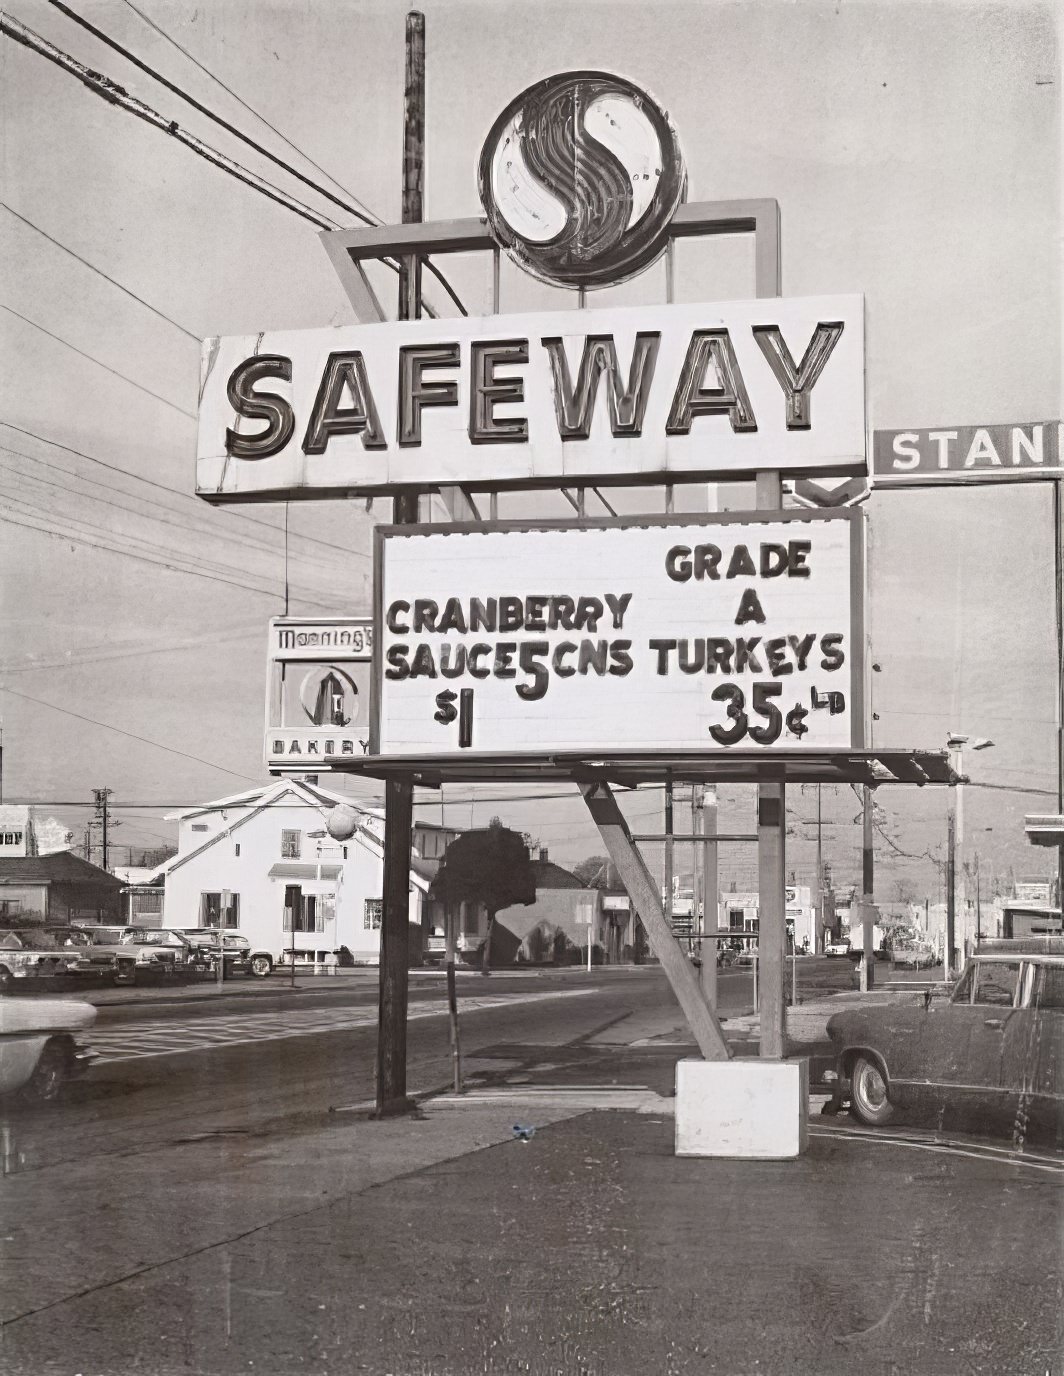 SAFEWAY
STAN
GRADE
CRANBERRY A
SAUCE 5 CNS TURKEYS
$1 35¢ LB
Manning's
BAKERY